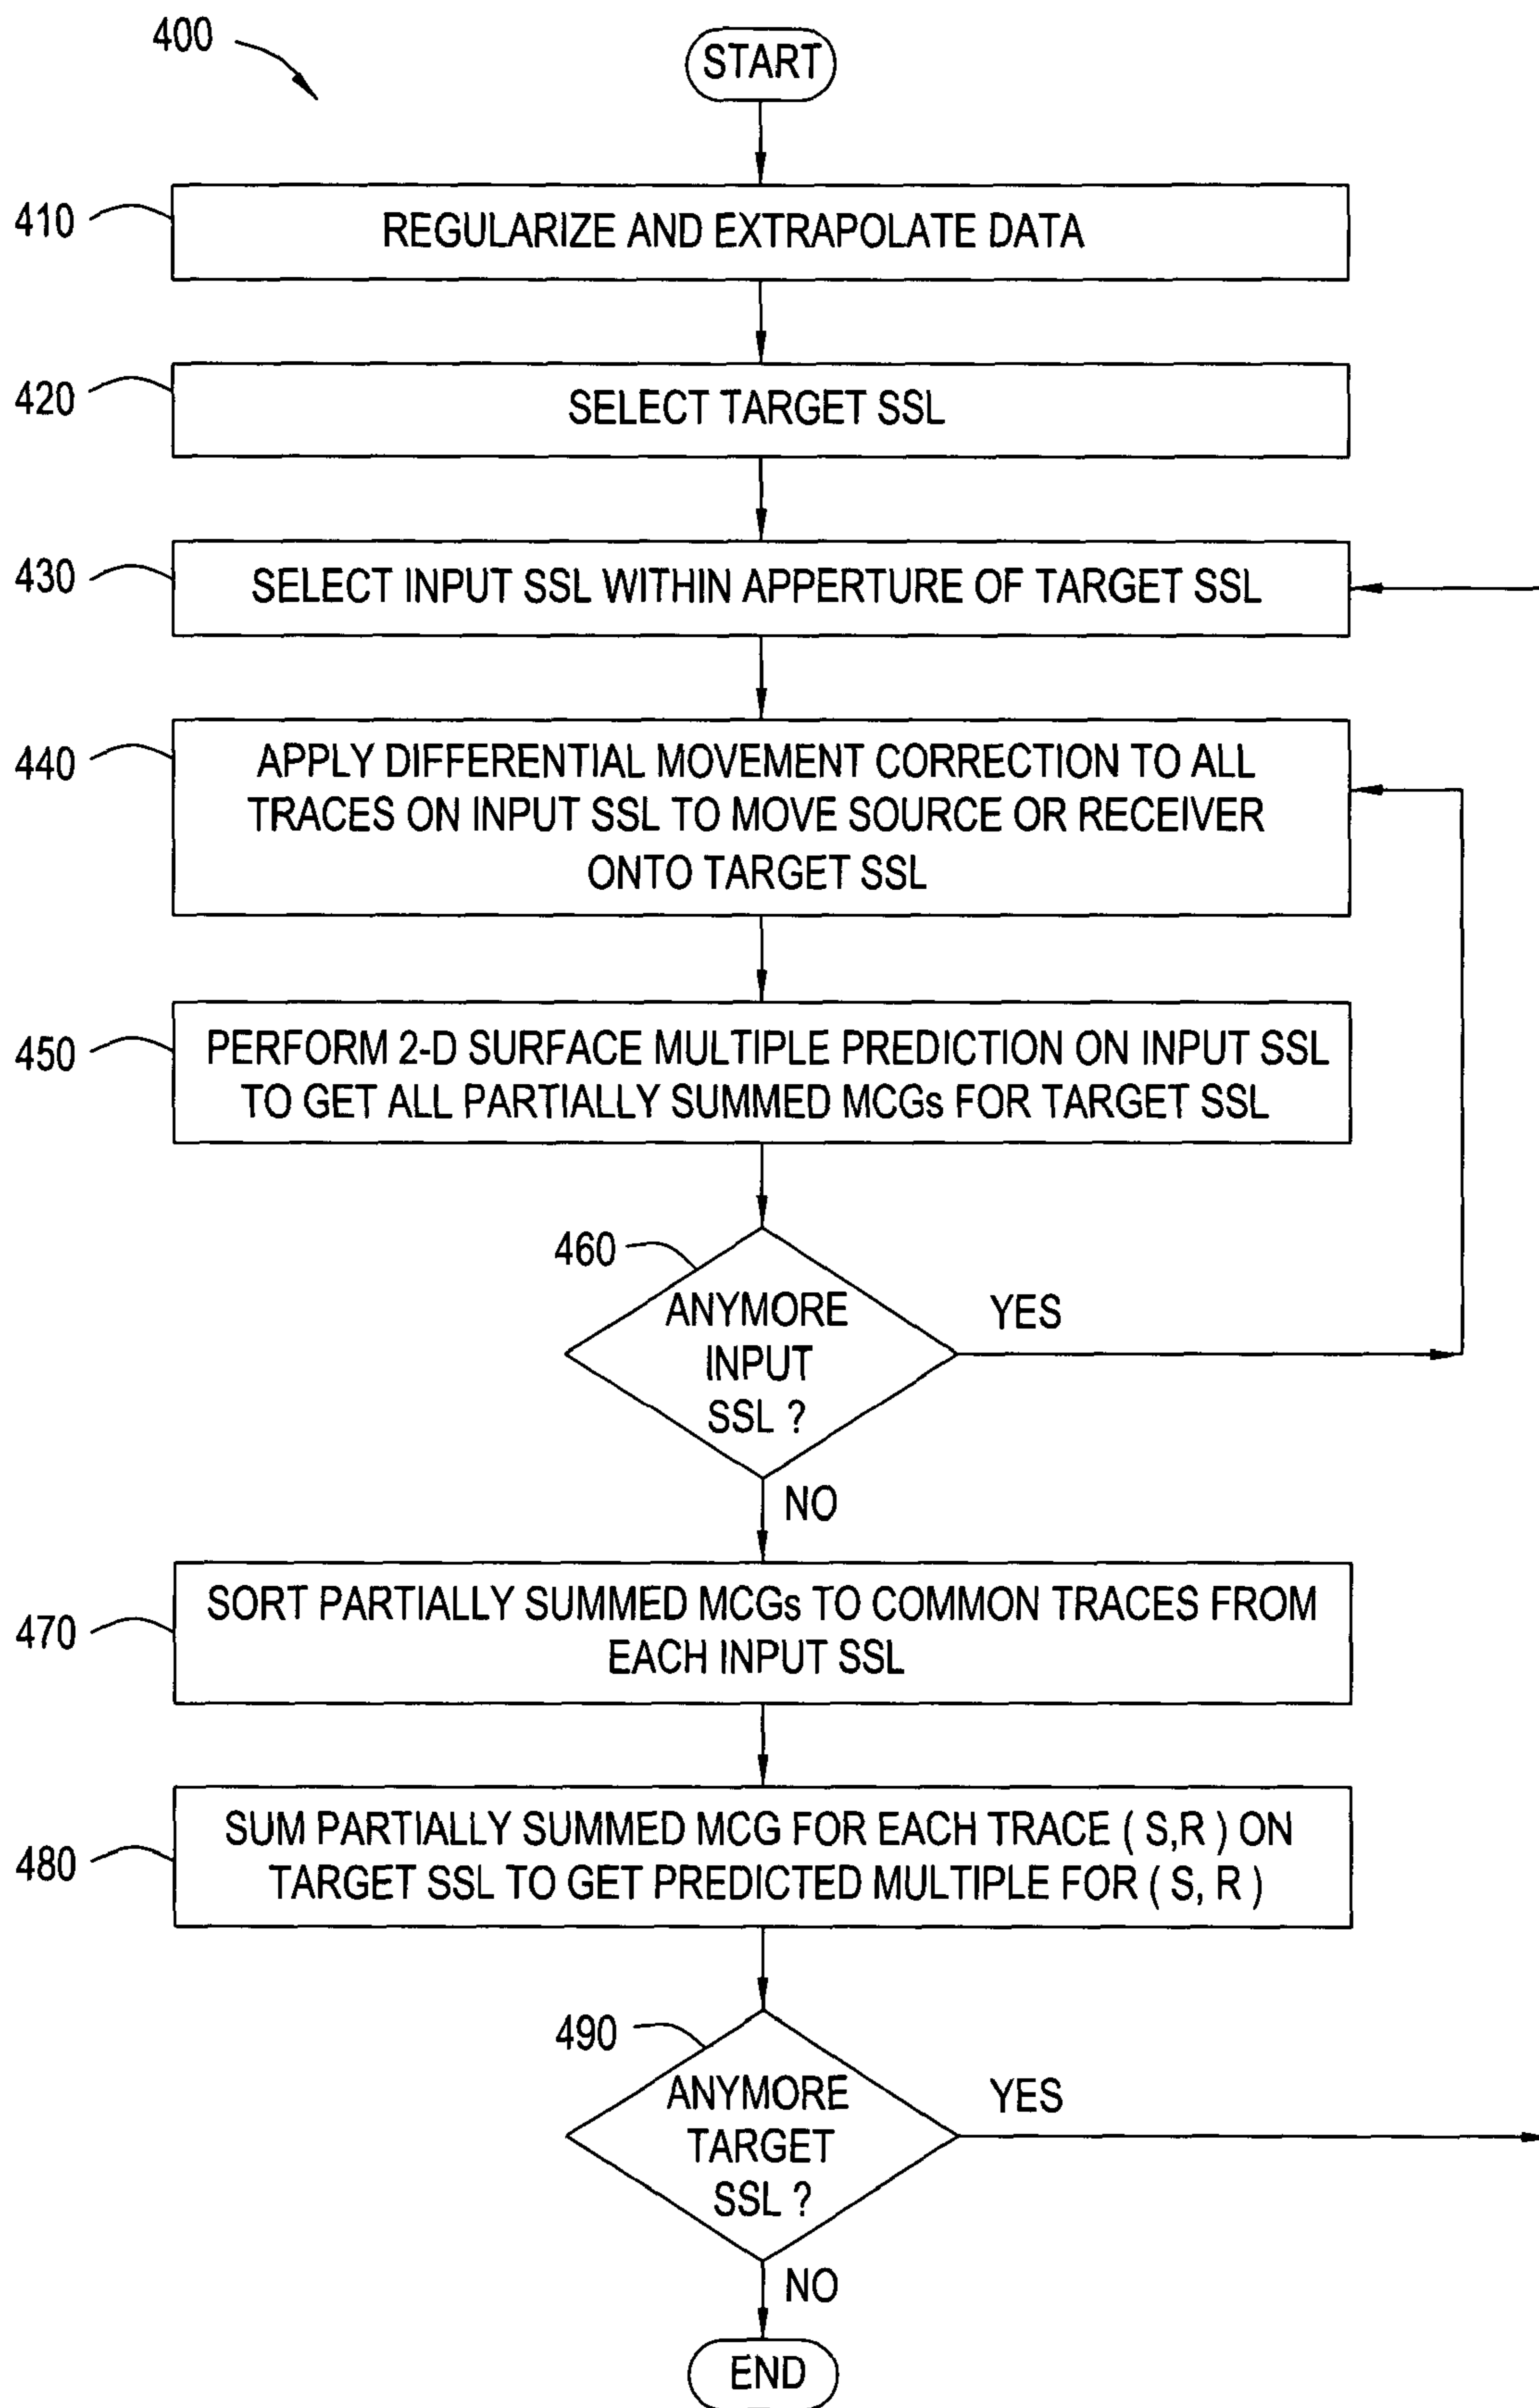 400
START
410
REGULARIZE AND EXTRAPOLATE DATA
420
SELECT TARGET SSL
430
SELECT INPUT SSL WITHIN APPERTURE OF TARGET SSL
440
APPLY DIFFERENTIAL MOVEMENT CORRECTION TO ALL
TRACES ON INPUT SSL TO MOVE SOURCE OR RECEIVER
ONTO TARGET SSL
450
PERFORM 2-D SURFACE MULTIPLE PREDICTION ON INPUT SSL
TO GET ALL PARTIALLY SUMMED MCGs FOR TARGET SSL
460
ANYMORE
INPUT
SSL ?
YES
NO
470
SORT PARTIALLY SUMMED MCGs TO COMMON TRACES FROM
EACH INPUT SSL
480
SUM PARTIALLY SUMMED MCG FOR EACH TRACE ( S,R ) ON
TARGET SSL TO GET PREDICTED MULTIPLE FOR ( S, R )
490
ANYMORE
TARGET
SSL ?
YES
NO
END